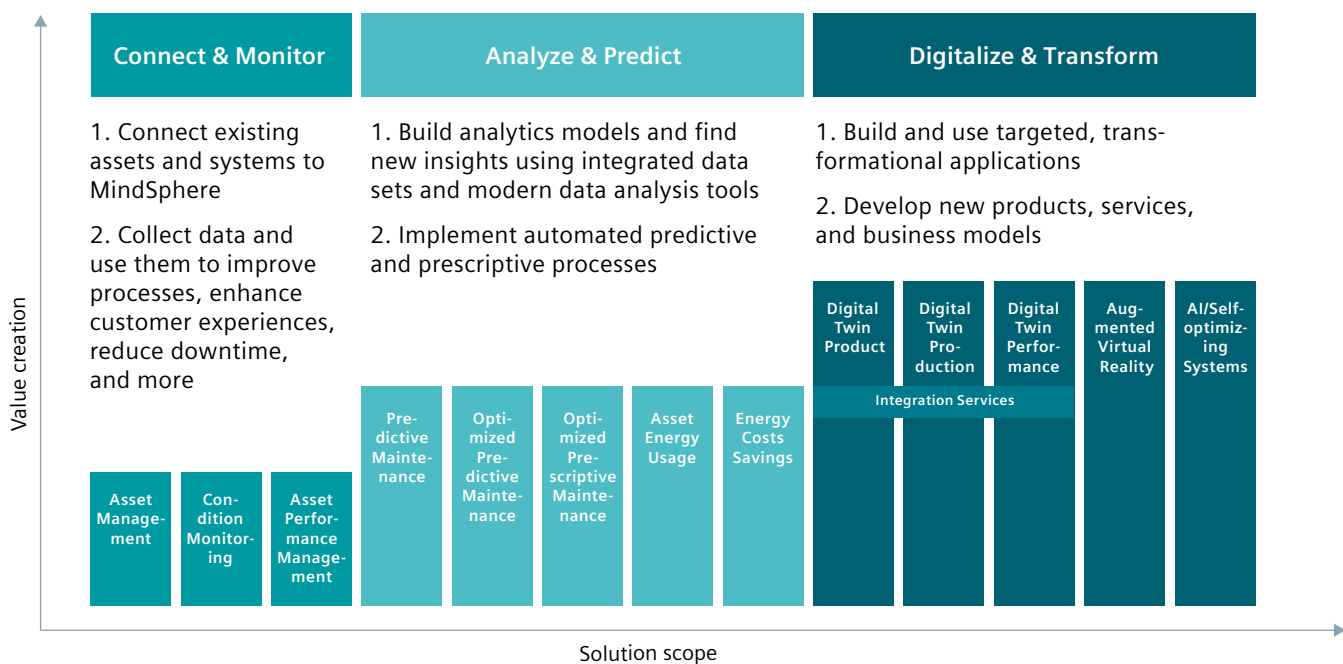 Connect & Monitor
Analyze & Predict
Digitalize & Transform
1. Connect existing
assets and systems to
MindSphere
2. Collect data and
use them to improve
processes, enhance
customer experiences,
reduce downtime,
and more
1. Build analytics models and find
new insights using integrated data
sets and modern data analysis tools
2. Implement automated predictive
and prescriptive processes
1. Build and use targeted, trans-
formational applications
2. Develop new products, services,
and business models
Value creation
Asset
Manage-
ment
Con-
dition
Monitor-
ing
Asset
Perfor-
mance
Manage-
ment
Pre-
dictive
Mainte-
nance
Opti-
mized
Pre-
dictive
Mainte-
nance
Opti-
mized
Pre-
scriptive
Mainte-
nance
Asset
Energy
Usage
Energy
Costs
Savings
Digital
Twin
Product
Digital
Twin
Pro-
duction
Digital
Twin
Perfor-
mance
Aug-
mented
Virtual
Reality
AI/Self-
optimiz-
ing
Systems
Integration Services
Solution scope